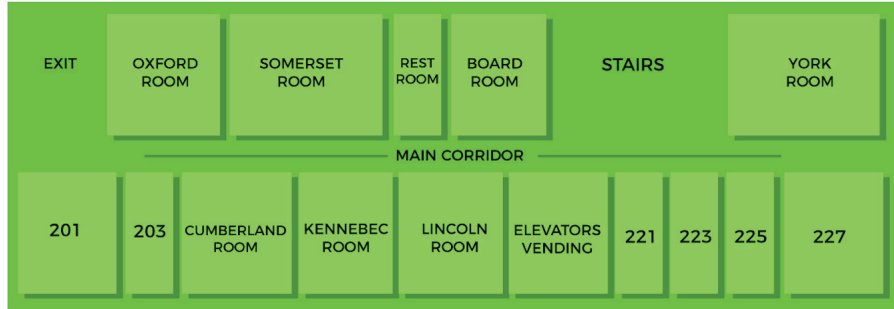 EXIT
OXFORD
ROOM
SOMERSET
ROOM
REST
ROOM
BOARD
ROOM
STAIRS
YORK
ROOM
MAIN CORRIDOR
201
203
CUMBERLAND
ROOM
KENNEBEC
ROOM
LINCOLN
ROOM
ELEVATORS
VENDING
221
223
225
227